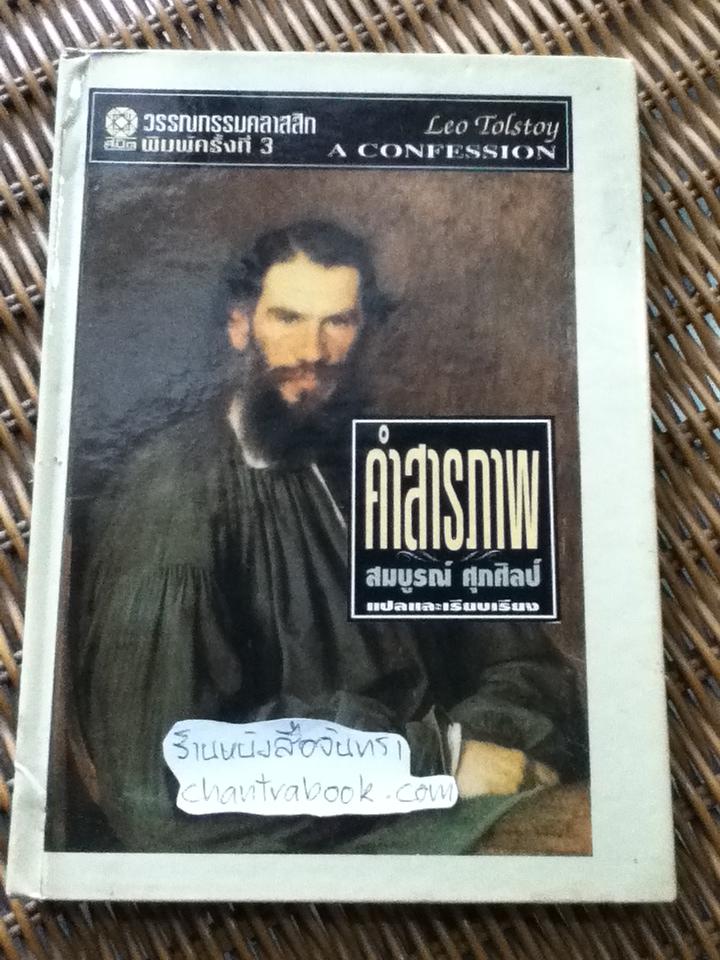 วรรณกรรมคลาสสิก
สมิต พิมพ์ครั้งที่ 3
Leo Tolstoy
A CONFESSION
คำสารภาพ
สมบูรณ์ ศุภศิลป์
แปลและเรียบเรียง
ร้านหนังสือจันทรา
chantrabook.com